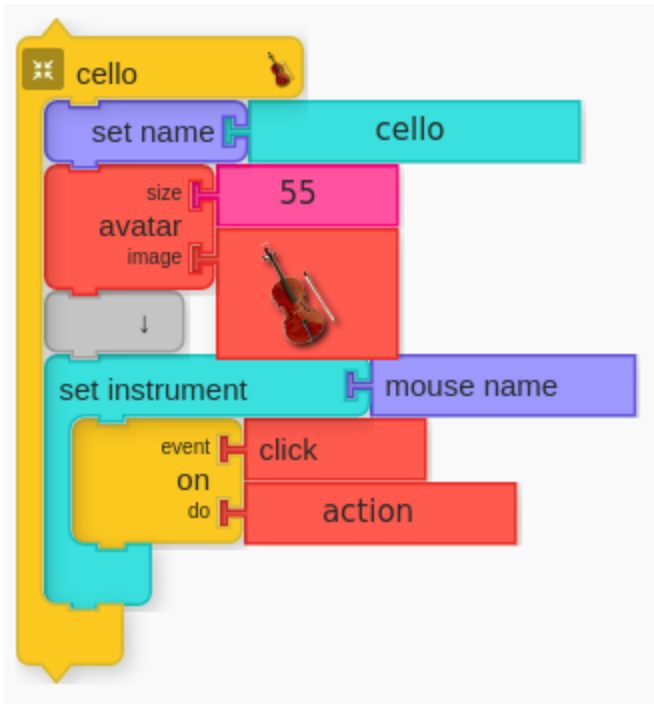 cello
set name cello
size 55
avatar
image
↓
set instrument mouse name
event click
on
do action